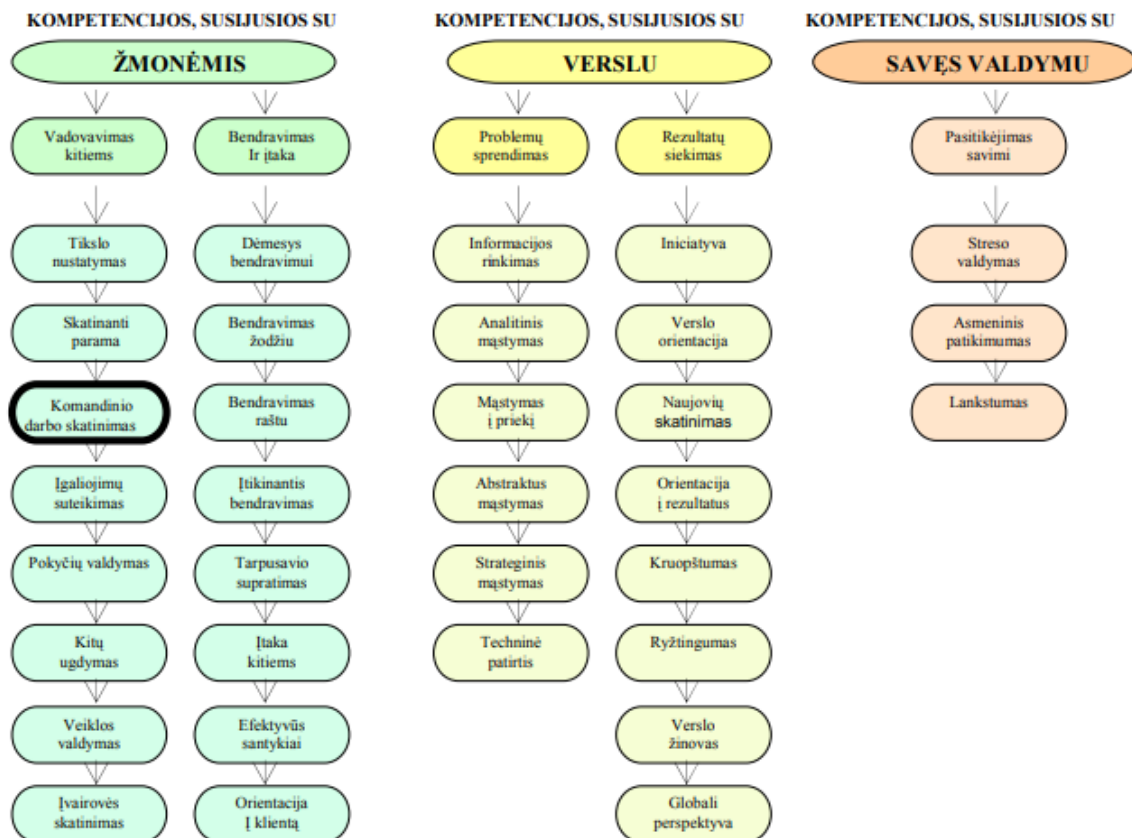 KOMPETENCIJOS, SUSIJUSIOS SU
ŽMONĖMIS
Vadovavimas
kitiems
Tikslo
nustatymas
Skatinanti
parama
Komandinio
darbo skatinimas
Įgaliojimų
suteikimas
Pokyčių valdymas
Kitų
ugdymas
Veiklos
valdymas
Įvairovės
skatinimas
Bendravimas
Ir įtaka
Dėmesys
bendravimui
Bendravimas
žodžiu
Bendravimas
raštu
Įtikinantis
bendravimas
Tarpusavio
supratimas
Įtaka
kitiems
Efektyvūs
santykiai
Orientacija
Į klientą
KOMPETENCIJOS, SUSIJUSIOS SU
VERSLU
Problemų
sprendimas
Informacijos
rinkimas
Analitinis
mąstymas
Mąstymas
į priekį
Abstraktus
mąstymas
Strateginis
mąstymas
Techninė
patirtis
Rezultatų
siekimas
Iniciatyva
Verslo
orientacija
Naujovių
skatinimas
Orientacija
į rezultatus
Kruopštumas
Ryžtingumas
Verslo
žinovas
Globali
perspektyva
KOMPETENCIJOS, SUSIJUSIOS SU
SAVĘS VALDYMU
Pasitikėjimas
savimi
Streso
valdymas
Asmeninis
patikimumas
Lankstumas